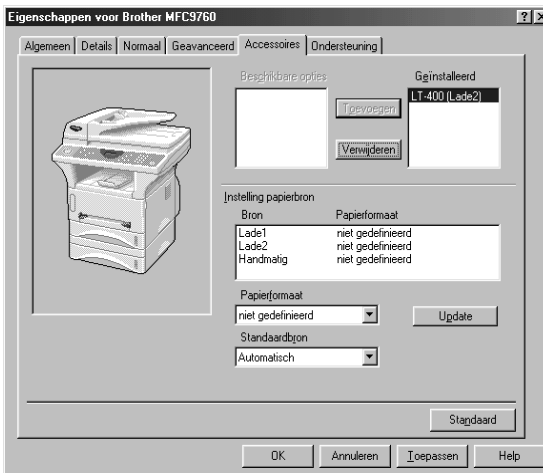 Eigenschappen voor Brother MFC9760
Algemeen Details Normaal Geavanceerd Accessoires Ondersteuning
Beschikbare opties Geïnstalleerd
LT-400 (Lade2)
Toevoegen
Verwijderen
Instelling papierbron
Bron Papierformaat
Lade1 niet gedefinieerd
Lade2 niet gedefinieerd
Handmatig niet gedefinieerd
Papierformaat
niet gedefinieerd Update
Standaardbron
Automatisch
Standaard
OK Annuleren Toepassen Help